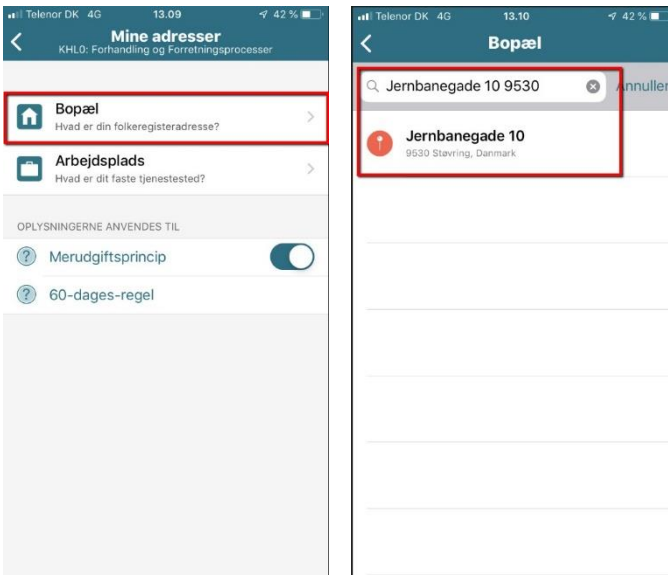 Telenor DK 4G 13.09 42 %
Mine adresser
KHL0: Forhandling og Forretningsprocesser
Bopæl
Hvad er din folkeregisteradresse?
Arbejdsplads
Hvad er dit faste tjenestested?
OPLYSNINGERNE ANVENDES TIL
? Merudgiftsprincip
? 60-dages-regel
Telenor DK 4G 13.10 42 %
Bopæl
Jernbanegade 10 9530 Annuller
Jernbanegade 10
9530 Støvring, Danmark